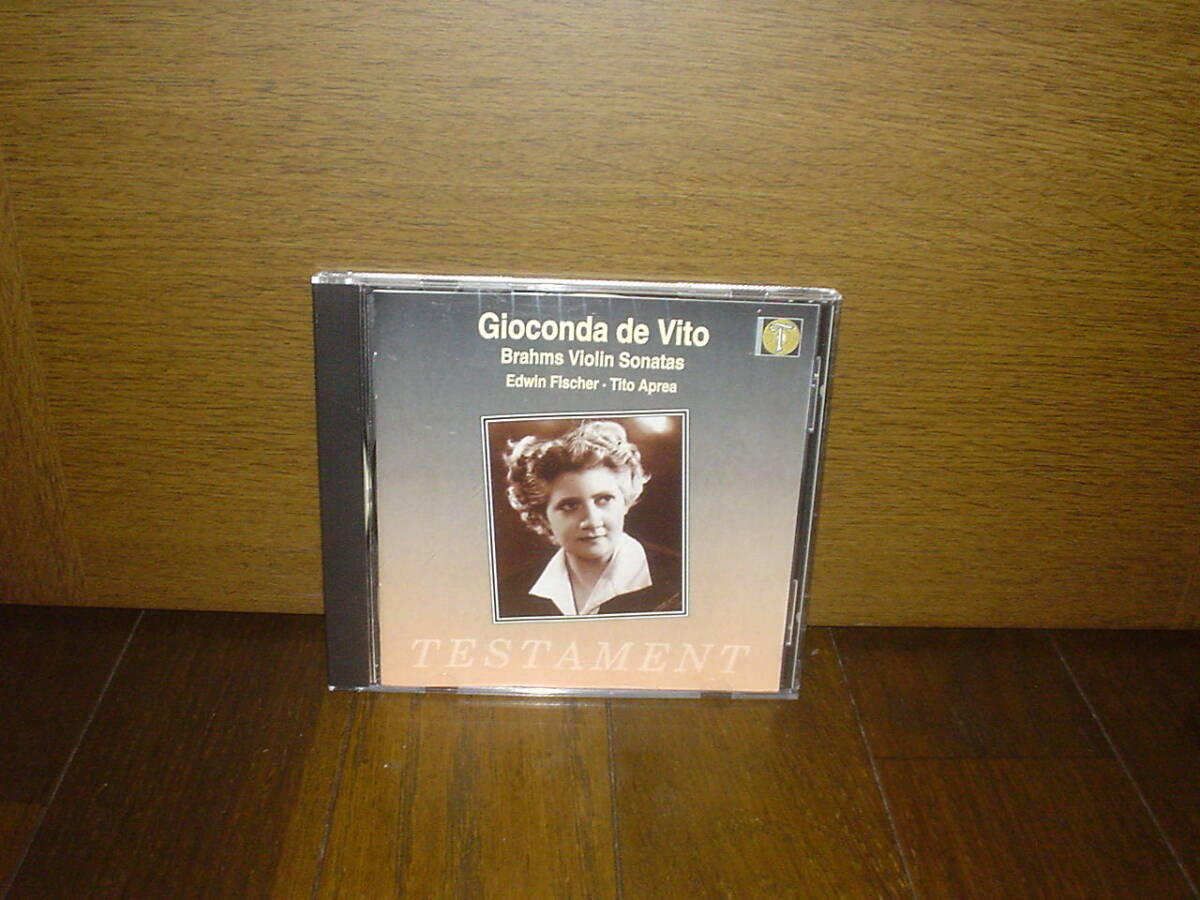 Gioconda de Vito
Brahms Violin Sonatas
Edwin Fischer · Tito Aprea
T
TESTAMENT